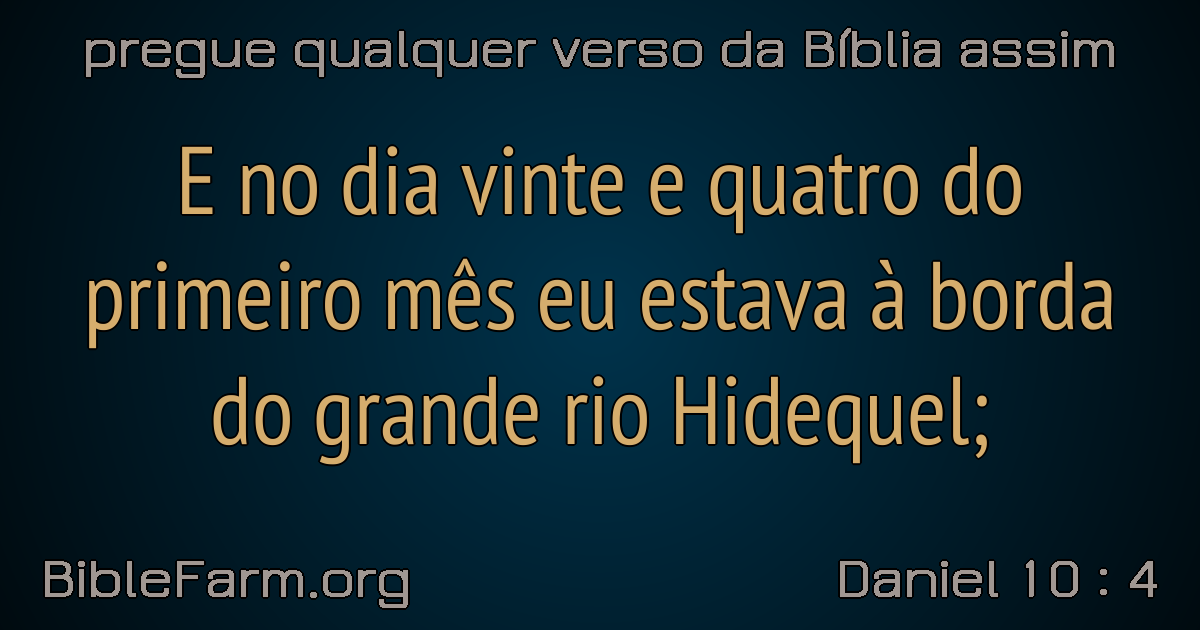 pregue qualquer verso da Bíblia assim
E no dia vinte e quatro do
primeiro mês eu estava à borda
do grande rio Hidequel;
BibleFarm.org
Daniel 10 : 4